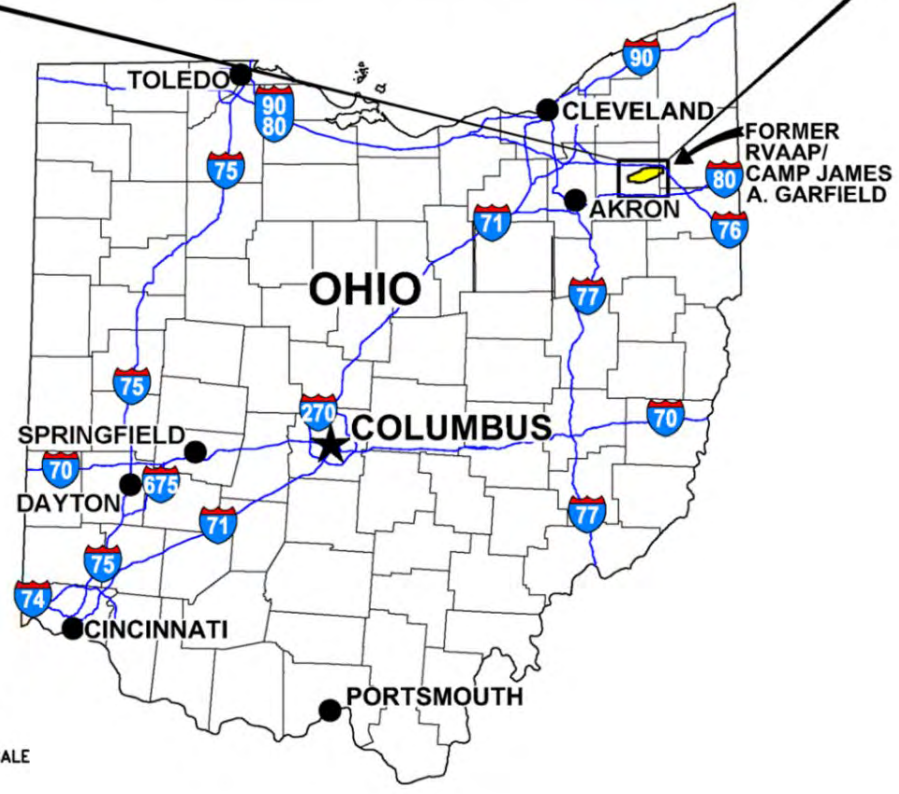 90
TOLEDO
90
80
CLEVELAND
FORMER
RVAAP/
CAMP JAMES
A. GARFIELD
75
80
AKRON
71
76
OHIO
77
75
270
70
COLUMBUS
SPRINGFIELD
70
675
DAYTON
71
77
75
74
CINCINNATI
PORTSMOUTH
ALE